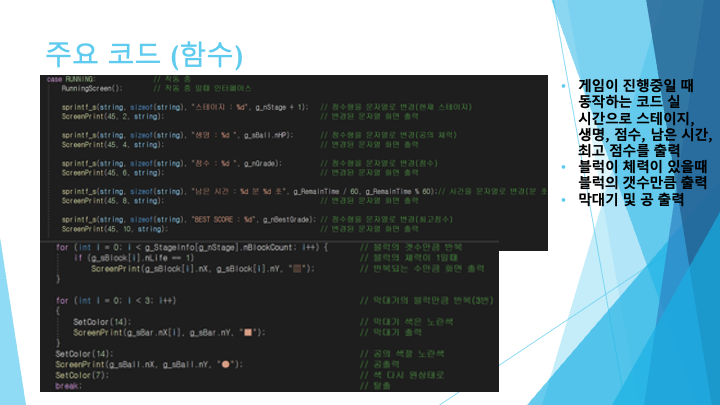 주요 코드 (함수)
case RUNNING: // 작동 중
RunningScreen(); // 작동 중 일때 인터페이스
sprintf_s(string, sizeof(string), "스테이지 : %d", g_nStage + 1); // 정수형을 문자열로 변경(현재 스테이지)
ScreenPrint(45, 2, string); // 변경된 문자열 화면 출력
sprintf_s(string, sizeof(string), "생명 : %d ", g_sBall.nHP); // 정수형을 문자열로 변경(공의 체력)
ScreenPrint(45, 4, string); // 변경된 문자열 화면 출력
sprintf_s(string, sizeof(string), "점수 : %d ", g_nGrade); // 정수형을 문자열로 변경(점수)
ScreenPrint(45, 6, string); // 변경된 문자열 화면 출력
sprintf_s(string, sizeof(string), "남은 시간 : %d 분 %d 초", g_RemainTime / 60, g_RemainTime % 60);// 시간을 문자열로 변경(분 초
ScreenPrint(45, 8, string); // 변경된 문자열 화면 출력
sprintf_s(string, sizeof(string), "BEST SCORE : %d", g_nBestGrade); // 정수형을 문자열로 변경(최고점수)
ScreenPrint(45, 10, string); // 변경된 문자열 화면 출력
for (int i = 0; i < g_StageInfo[g_nStage].nBlockCount; i++) { // 블럭의 갯수만큼 반복
if (g_sBlock[i].nLife == 1) // 블럭의 체력이 1일때
ScreenPrint(g_sBlock[i].nX, g_sBlock[i].nY, "▩"); // 반복되는 수만큼 화면 출력
}
for (int i = 0; i < 3; i++) // 막대기의 블럭만큼 반복(3번)
{
SetColor(14); // 막대기 색은 노란색
ScreenPrint(g_sBar.nX[i], g_sBar.nY, "■"); // 막대기 출력
}
SetColor(14); // 공의 색깔 노란색
ScreenPrint(g_sBall.nX, g_sBall.nY, "●"); // 공출력
SetColor(7); // 색 다시 원상태로
break; // 탈출
• 게임이 진행중일 때
동작하는 코드 실
시간으로 스테이지,
생명, 점수, 남은 시간,
최고 점수를 출력
• 블럭이 체력이 있을때
블럭의 갯수만큼 출력
• 막대기 및 공 출력